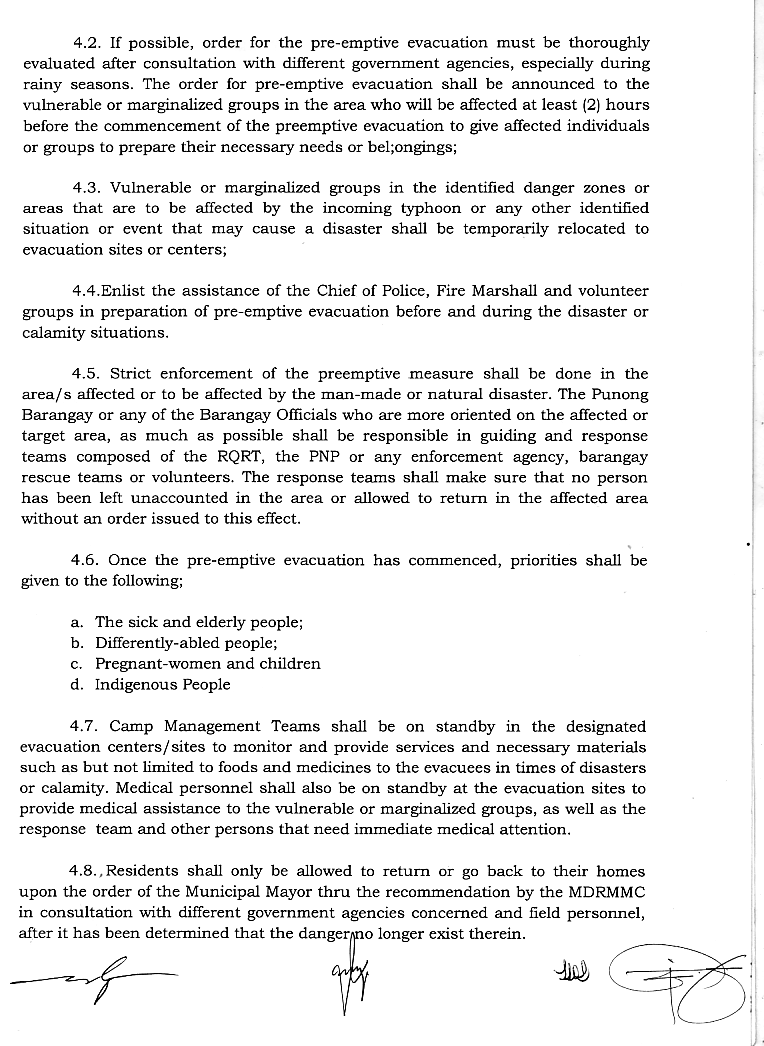 4.2. If possible, order for the pre-emptive evacuation must be thoroughly
evaluated after consultation with different government agencies, especially during
rainy seasons. The order for pre-emptive evacuation shall be announced to the
vulnerable or marginalized groups in the area who will be affected at least (2) hours
before the commencement of the preemptive evacuation to give affected individuals
or groups to prepare their necessary needs or bel;ongings;
4.3. Vulnerable or marginalized groups in the identified danger zones or
areas that are to be affected by the incoming typhoon or any other identified
situation or event that may cause a disaster shall be temporarily relocated to
evacuation sites or centers;
4.4.Enlist the assistance of the Chief of Police, Fire Marshall and volunteer
groups in preparation of pre-emptive evacuation before and during the disaster or
calamity situations.
4.5. Strict enforcement of the preemptive measure shall be done in the
area/s affected or to be affected by the man-made or natural disaster. The Punong
Barangay or any of the Barangay Officials who are more oriented on the affected or
target area, as much as possible shall be responsible in guiding and response
teams composed of the RQRT, the PNP or any enforcement agency, barangay
rescue teams or volunteers. The response teams shall make sure that no person
has been left unaccounted in the area or allowed to return in the affected area
without an order issued to this effect.
4.6. Once the pre-emptive evacuation has commenced, priorities shall be
given to the following;
a. The sick and elderly people;
b. Differently-abled people;
c. Pregnant-women and children
d. Indigenous People
4.7. Camp Management Teams shall be on standby in the designated
evacuation centers/sites to monitor and provide services and necessary materials
such as but not limited to foods and medicines to the evacuees in times of disasters
or calamity. Medical personnel shall also be on standby at the evacuation sites to
provide medical assistance to the vulnerable or marginalized groups, as well as the
response team and other persons that need immediate medical attention.
4.8., Residents shall only be allowed to return or go back to their homes
upon the order of the Municipal Mayor thru the recommendation by the MDRMMC
in consultation with different government agencies concerned and field personnel,
after it has been determined that the danger no longer exist therein.